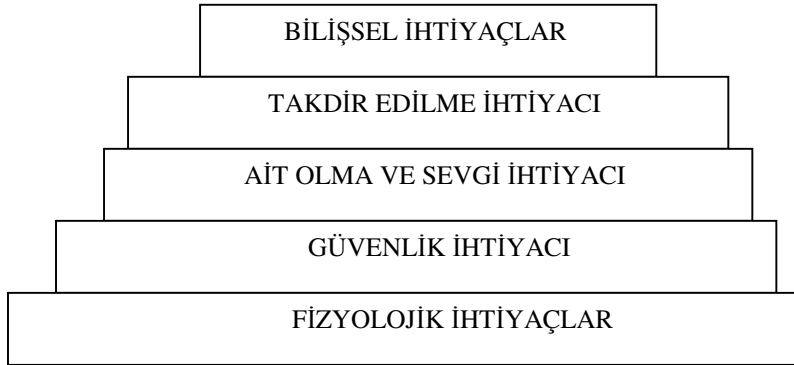 BİLİŞSEL İHTİYAÇLAR
TAKDİR EDİLME İHTİYACI
AİT OLMA VE SEVGİ İHTİYACI
GÜVENLİK İHTİYACI
FİZYOLOJİK İHTİYAÇLAR